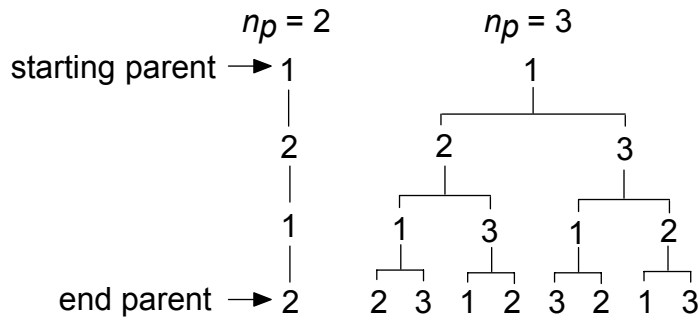 n_p = 2 n_p = 3
starting parent 1 1
2 2 3
1 1 3 1 2
end parent 2 2 3 1 2 3 2 1 3